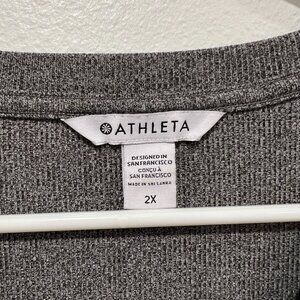 ATHLETA
DESIGNED IN
SAN FRANCISCO
CONÇU À
SAN FRANCISCO
MADE IN SRI LANKA
2X